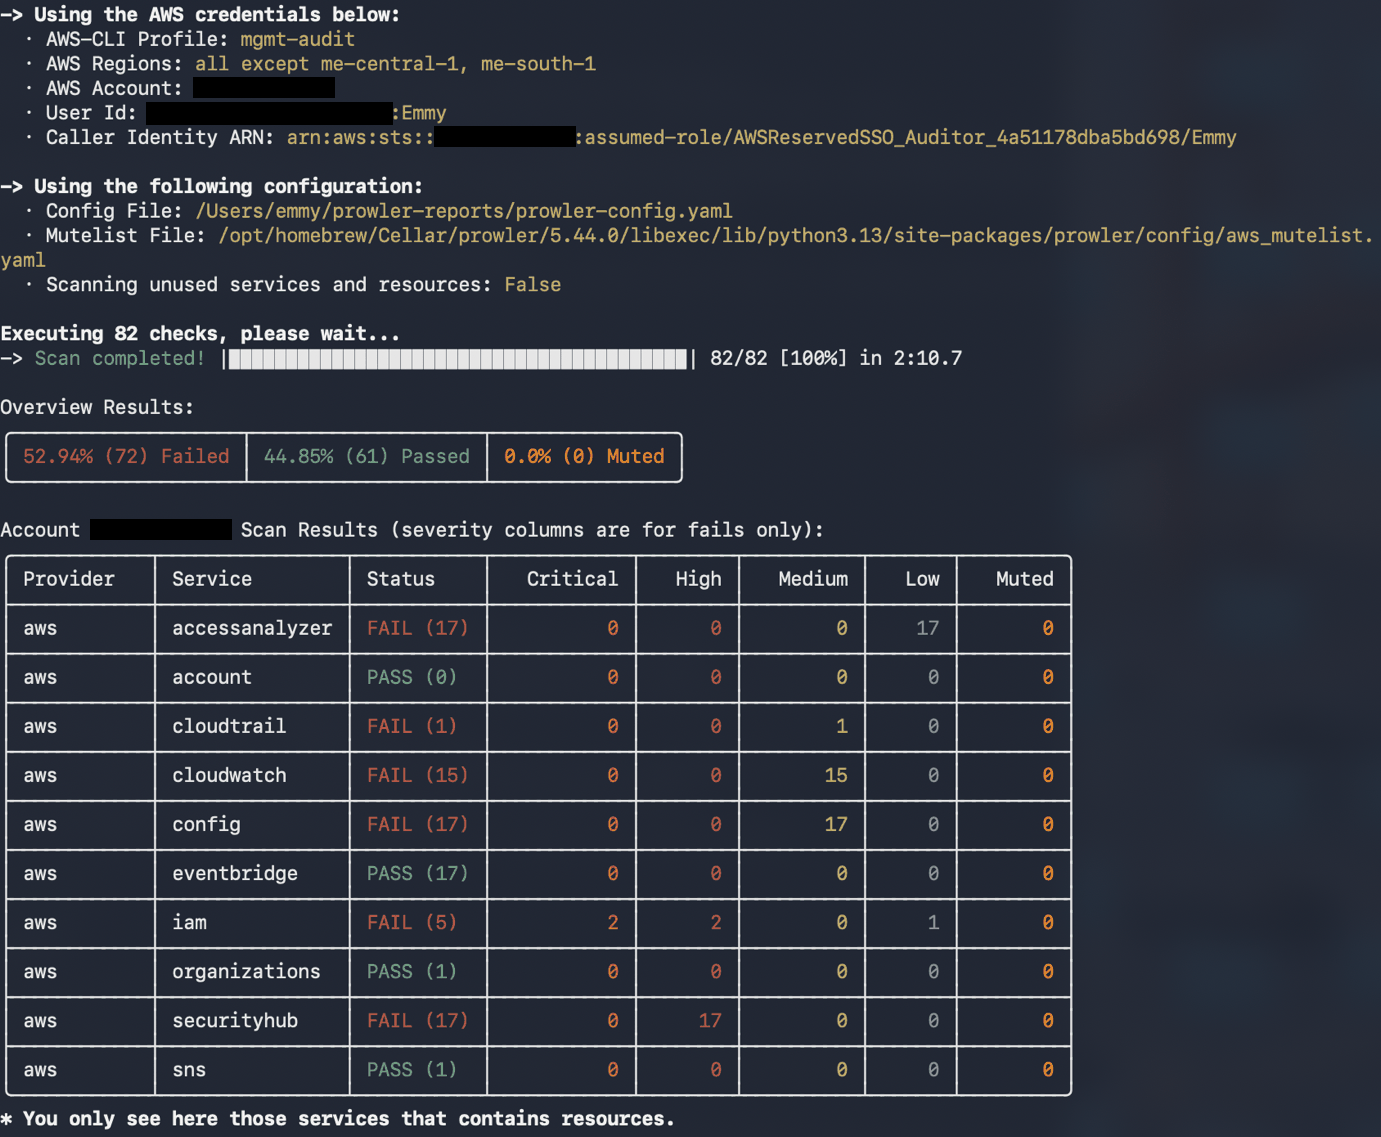 -> Using the AWS credentials below:
· AWS-CLI Profile: mgmt-audit
· AWS Regions: all except me-central-1, me-south-1
· AWS Account:
· User Id: :Emmy
· Caller Identity ARN: arn:aws:sts:: :assumed-role/AWSReservedSSO_Auditor_4a51178dba5bd698/Emmy
-> Using the following configuration:
· Config File: /Users/emmy/prowler-reports/prowler-config.yaml
· Mutelist File: /opt/homebrew/Cellar/prowler/5.44.0/libexec/lib/python3.13/site-packages/prowler/config/aws_mutelist.
yaml
· Scanning unused services and resources: False
Executing 82 checks, please wait...
-> Scan completed! | | 82/82 [100%] in 2:10.7
Overview Results:
52.94% (72) Failed 44.85% (61) Passed 0.0% (0) Muted
Account Scan Results (severity columns are for fails only):
Provider Service Status Critical High Medium Low Muted
aws accessanalyzer FAIL (17) 0 0 0 17 0
aws account PASS (0) 0 0 0 0 0
aws cloudtrail FAIL (1) 0 0 1 0 0
aws cloudwatch FAIL (15) 0 0 15 0 0
aws config FAIL (17) 0 0 17 0 0
aws eventbridge PASS (17) 0 0 0 0 0
aws iam FAIL (5) 2 2 0 1 0
aws organizations PASS (1) 0 0 0 0 0
aws securityhub FAIL (17) 0 17 0 0 0
aws sns PASS (1) 0 0 0 0 0
* You only see here those services that contains resources.